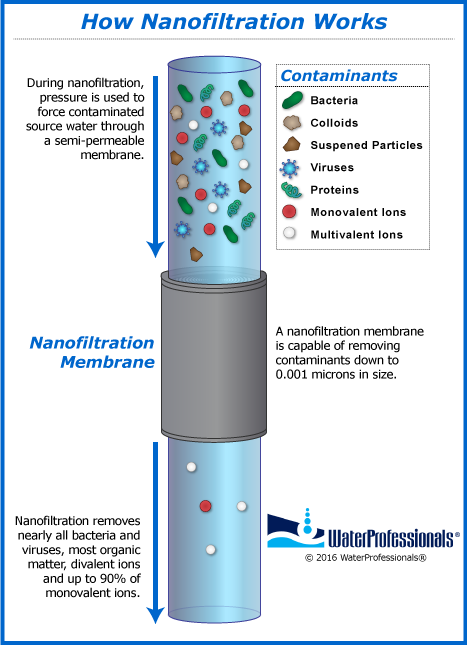 How Nanofiltration Works
During nanofiltration,
pressure is used to
force contaminated
source water through
a semi-permeable
membrane.
Contaminants
Bacteria
Colloids
Suspened Particles
Viruses
Proteins
Monovalent Ions
Multivalent Ions
Nanofiltration
Membrane
A nanofiltration membrane
is capable of removing
contaminants down to
0.001 microns in size.
Nanofiltration removes
nearly all bacteria and
viruses, most organic
matter, divalent ions
and up to 90% of
monovalent ions.
WaterProfessionals®
© 2016 WaterProfessionals®